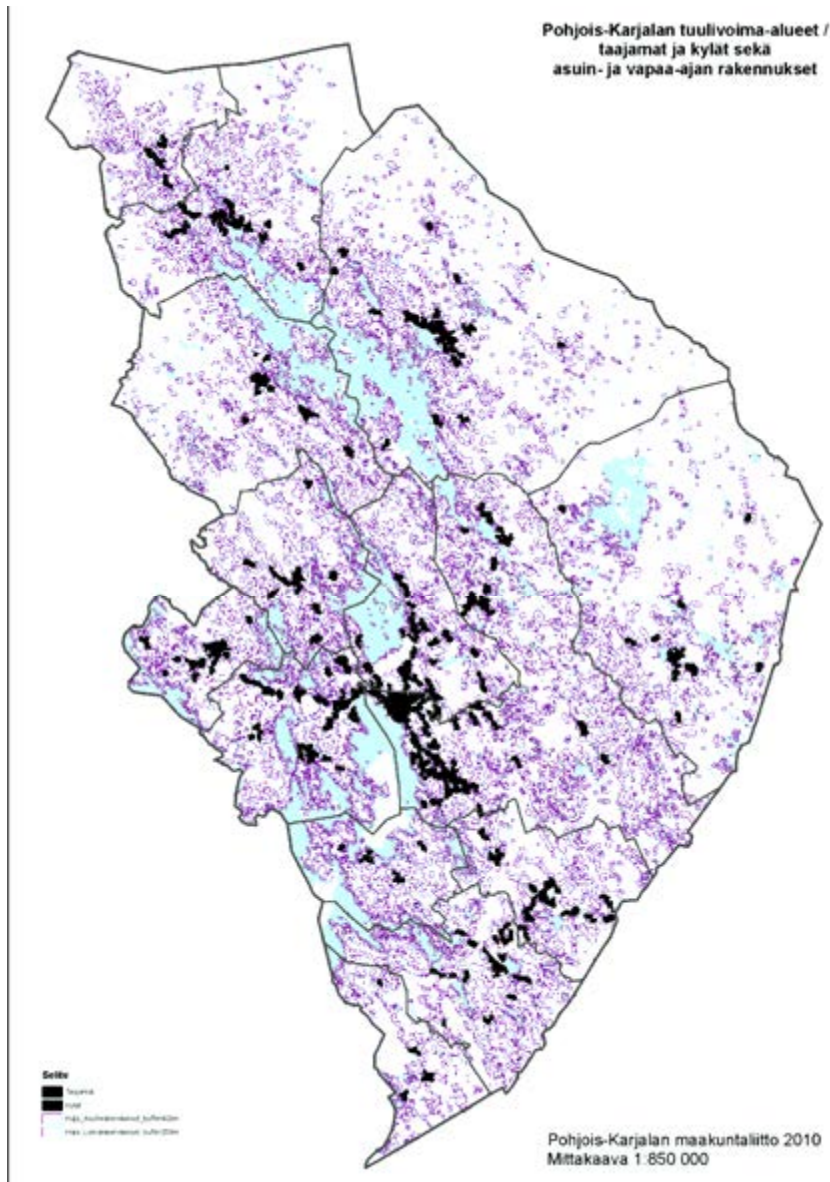 Pohjois-Karjalan tuulivoima-alueet /
taajamat ja kylät sekä
asuin- ja vapaa-ajan rakennukset
Selite
Taajamat
Kylät
Pohjois-Karjalan maakuntaliitto 2010
Mittakaava 1:850 000